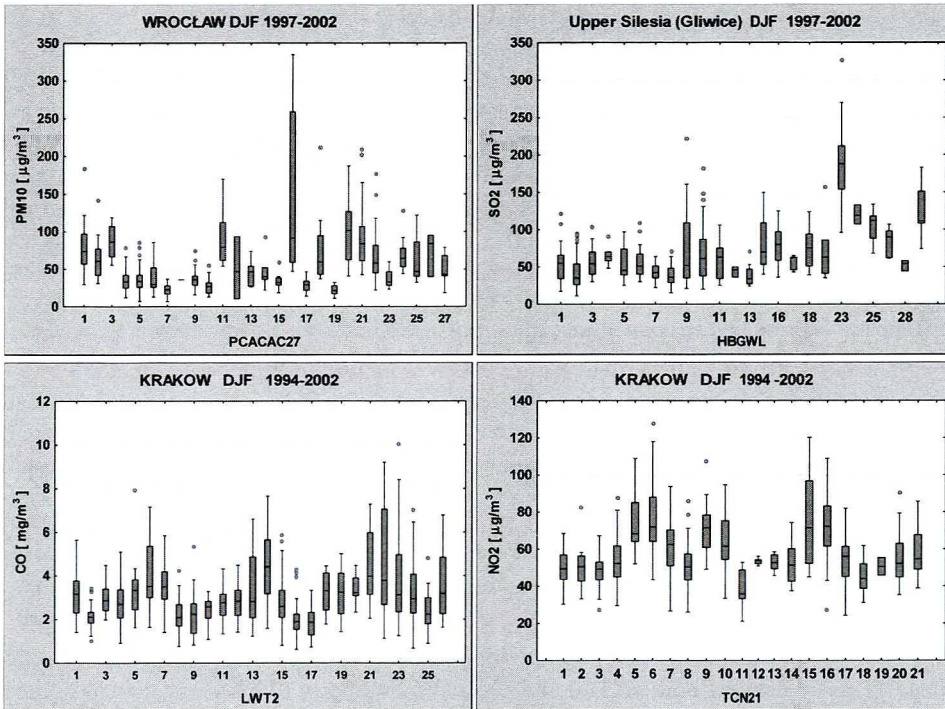 WROCŁAW DJF 1997-2002
PM10 [ µg/m³ ]
350
300
250
200
150
100
50
0
1 3 5 7 9 11 13 15 17 19 21 23 25 27
PCACAC27
Upper Silesia (Gliwice) DJF 1997-2002
SO2 [ µg/m³ ]
350
300
250
200
150
100
50
0
1 3 5 7 9 11 13 16 18 23 25 28
HBGWL
KRAKOW DJF 1994-2002
CO [ mg/m³ ]
12
10
8
6
4
2
0
1 3 5 7 9 11 13 15 17 19 21 23 25
LWT2
KRAKOW DJF 1994-2002
NO2 [ µg/m³ ]
140
120
100
80
60
40
20
0
1 2 3 4 5 6 7 8 9 10 11 12 13 14 15 16 17 18 19 20 21
TCN21